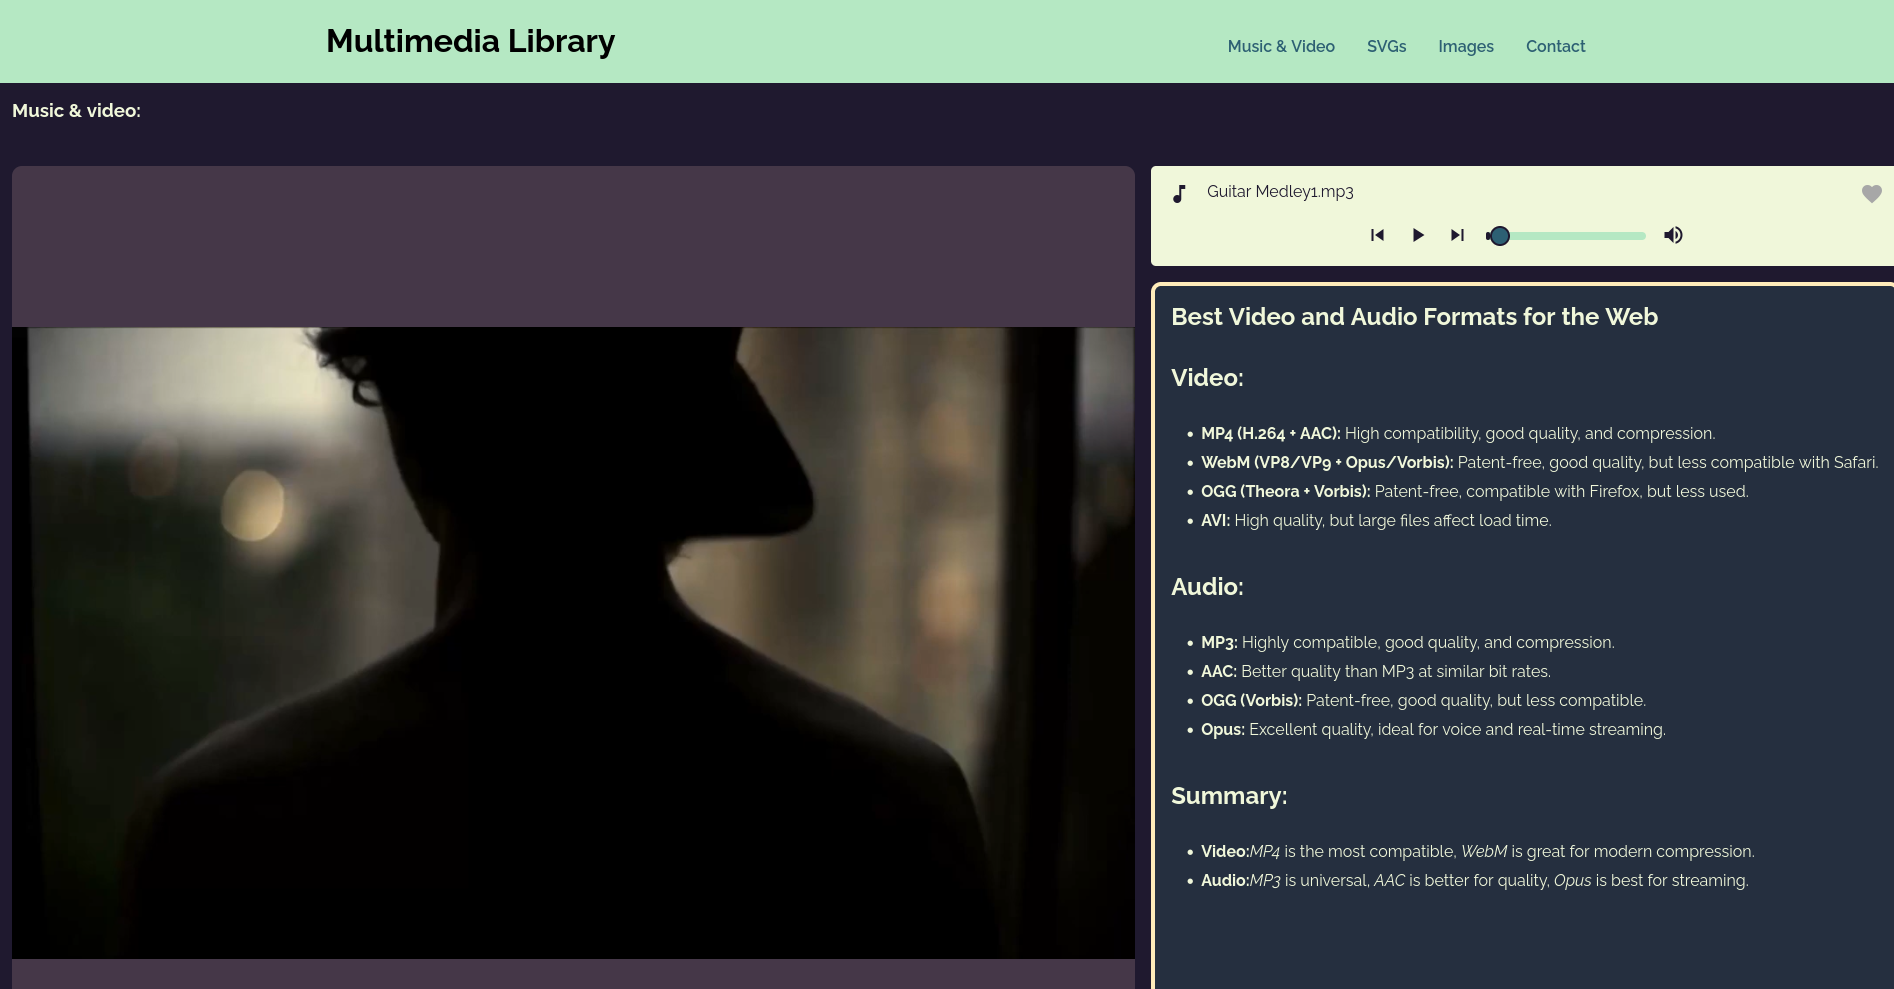 Multimedia Library
Music & Video
SVGs
Images
Contact
Music & video:
Guitar Medley1.mp3
Best Video and Audio Formats for the Web
Video:
• MP4 (H.264 + AAC): High compatibility, good quality, and compression.
• WebM (VP8/VP9 + Opus/Vorbis): Patent-free, good quality, but less compatible with Safari.
• OGG (Theora + Vorbis): Patent-free, compatible with Firefox, but less used.
• AVI: High quality, but large files affect load time.
Audio:
• MP3: Highly compatible, good quality, and compression.
• AAC: Better quality than MP3 at similar bit rates.
• OGG (Vorbis): Patent-free, good quality, but less compatible.
• Opus: Excellent quality, ideal for voice and real-time streaming.
Summary:
• Video:MP4 is the most compatible, WebM is great for modern compression.
• Audio:MP3 is universal, AAC is better for quality, Opus is best for streaming.